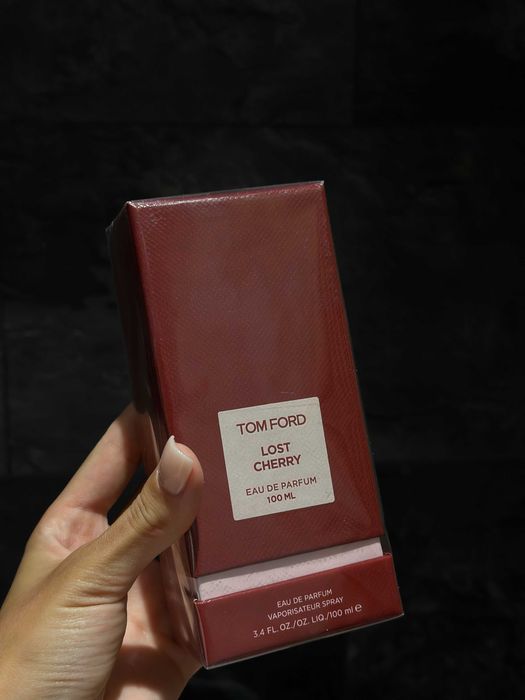 TOM FORD
LOST
CHERRY
EAU DE PARFUM
100 ML
EAU DE PARFUM
VAPORISATEUR SPRAY
3.4 FL. OZ./OZ. LIQ./100 ml ℮